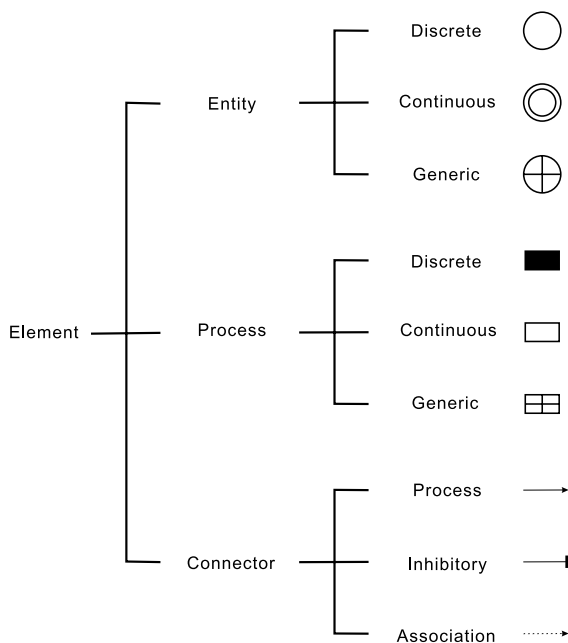 Discrete
Entity
Continuous
Generic
Discrete
Element
Process
Continuous
Generic
Process
Connector
Inhibitory
Association